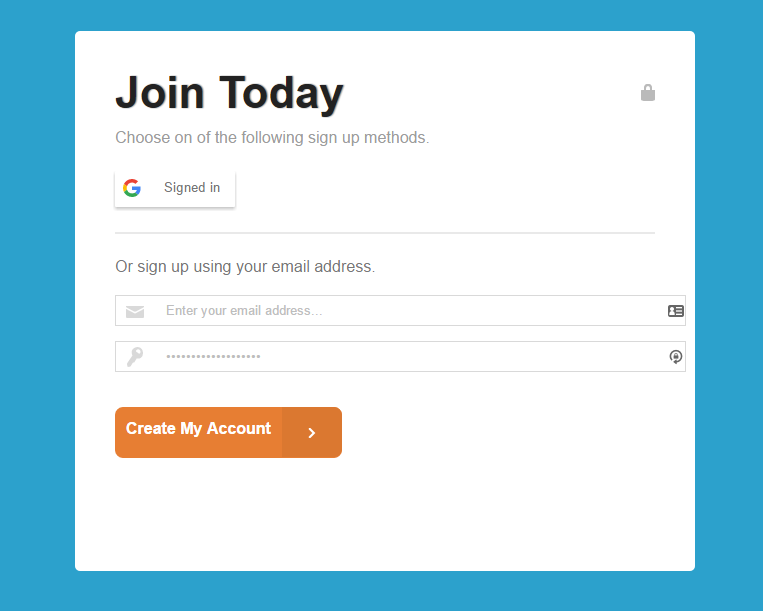 Join Today
Choose on of the following sign up methods.
Signed in
Or sign up using your email address.
Enter your email address...
•••••••••••••••••••
Create My Account